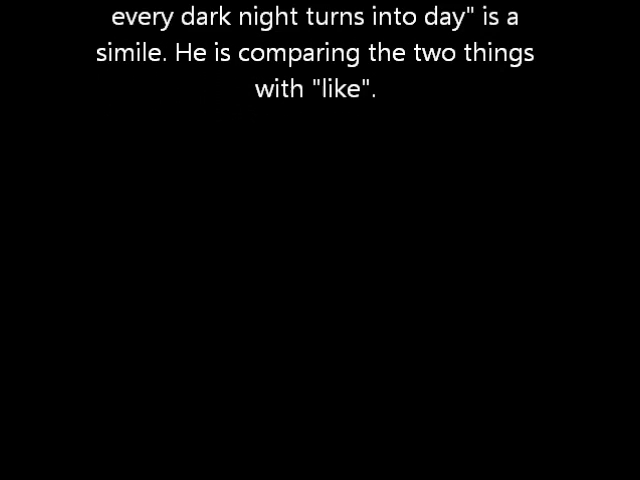 every dark night turns into day" is a
simile. He is comparing the two things
with "like".